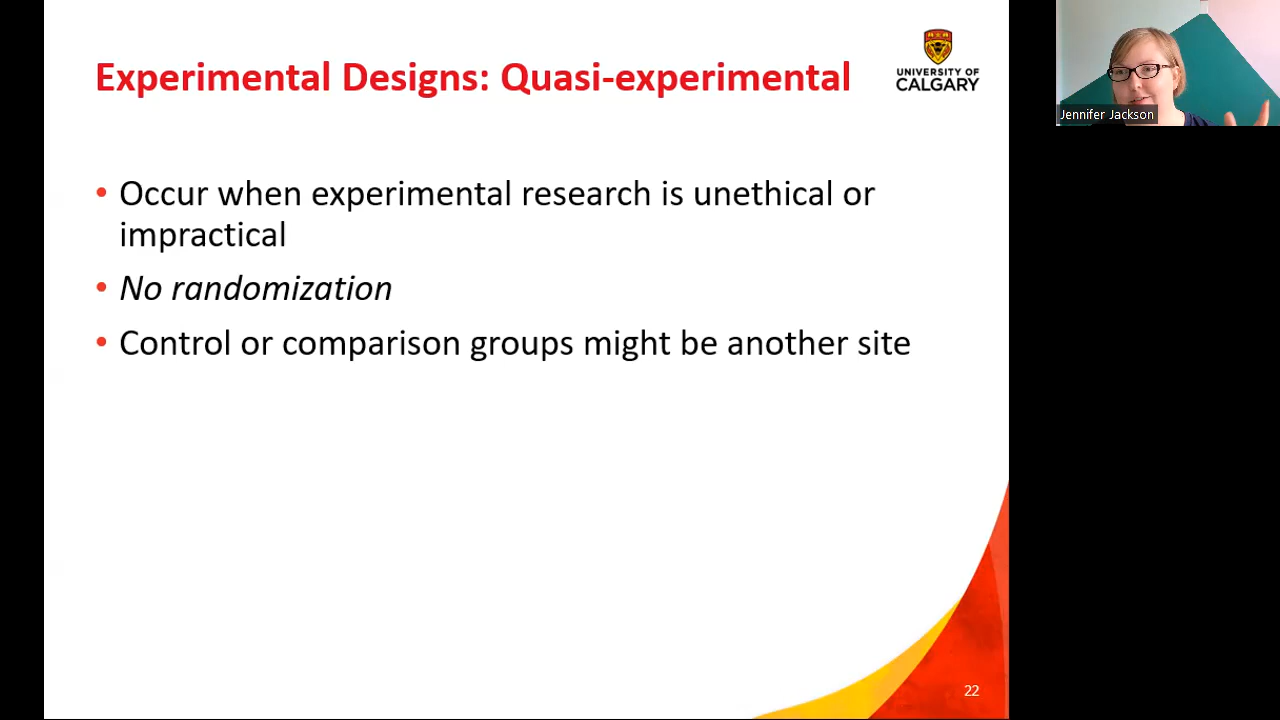 Experimental Designs: Quasi-experimental
UNIVERSITY OF
CALGARY
Jennifer Jackson
• Occur when experimental research is unethical or
impractical
• No randomization
• Control or comparison groups might be another site
22